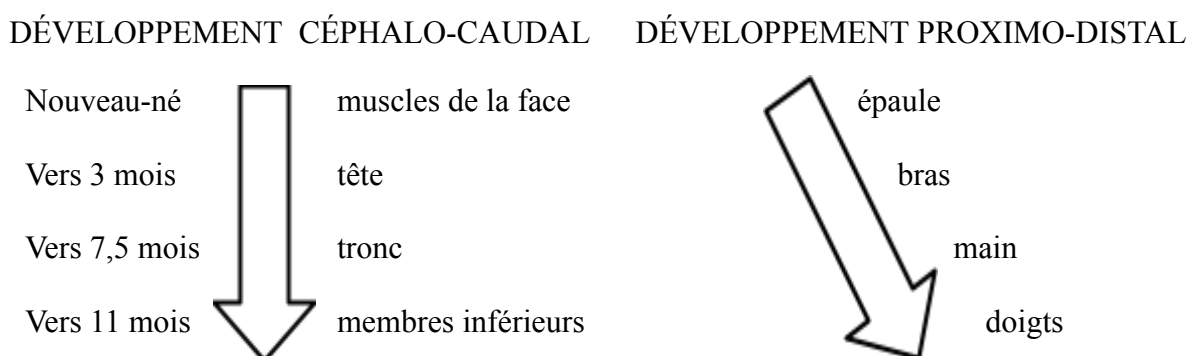 DÉVELOPPEMENT CÉPHALO-CAUDAL DÉVELOPPEMENT PROXIMO-DISTAL
Nouveau-né muscles de la face épaule
Vers 3 mois tête bras
Vers 7,5 mois tronc main
Vers 11 mois membres inférieurs doigts